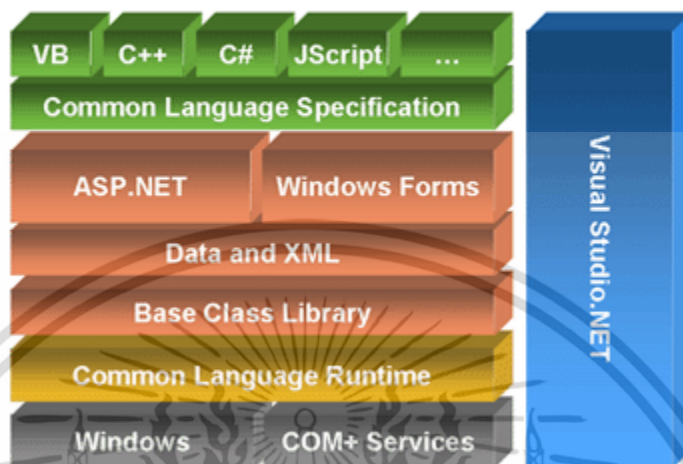 VB C++ C# JScript ...
Common Language Specification
ASP.NET Windows Forms
Data and XML
Base Class Library
Common Language Runtime
Windows COM+ Services
Visual Studio.NET